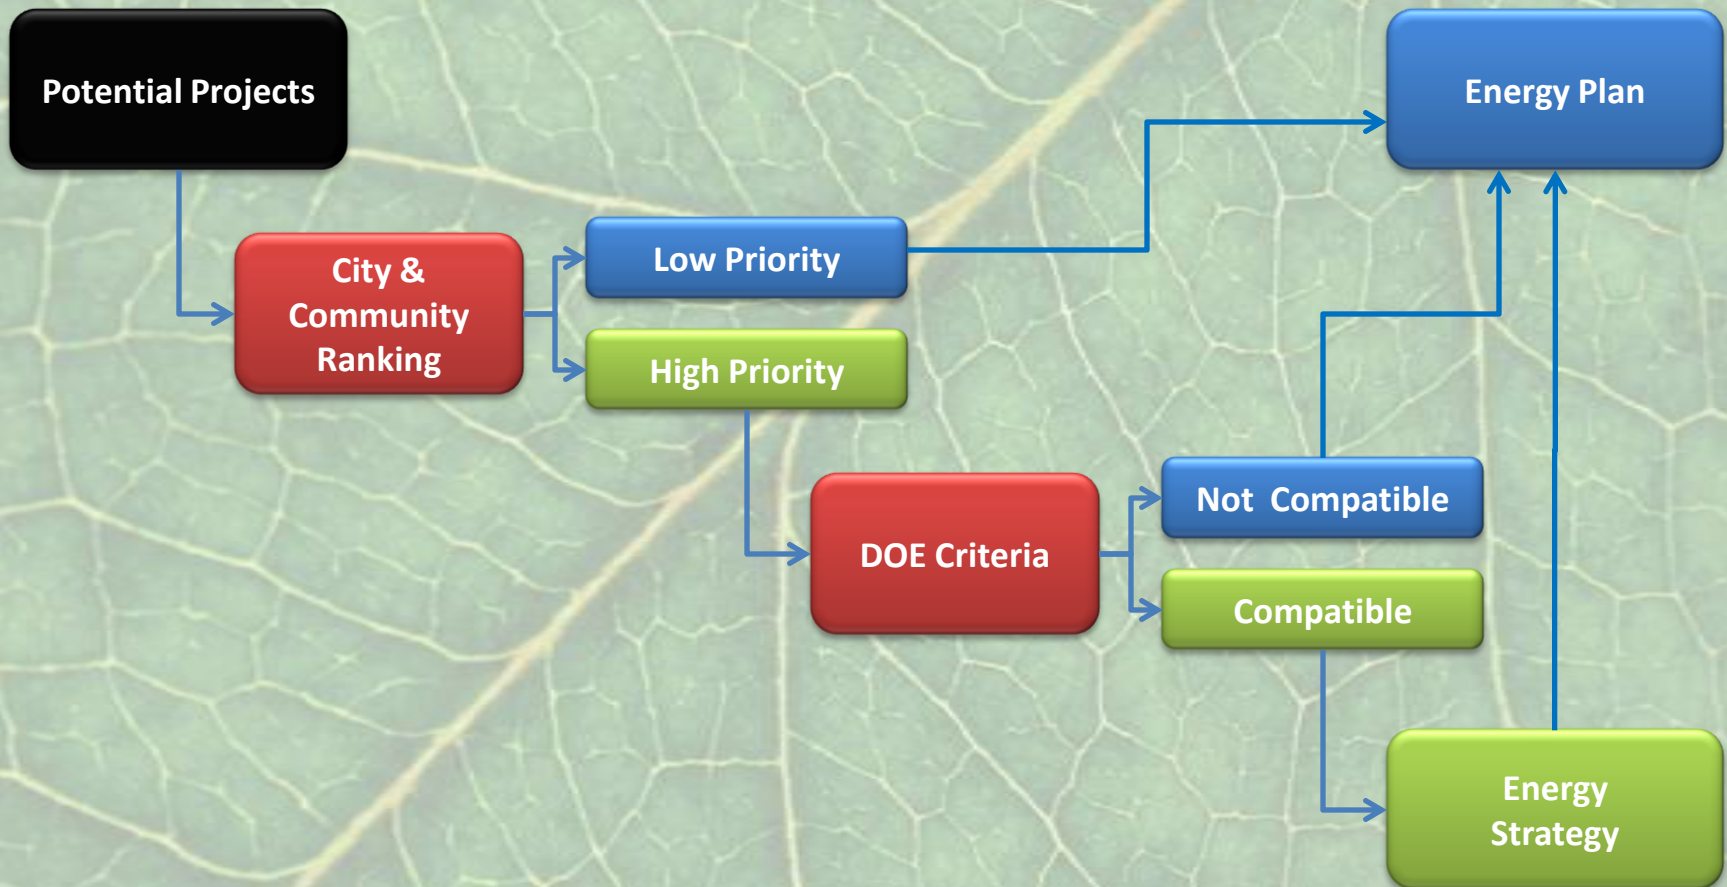 Potential Projects
Energy Plan
City &
Community
Ranking
Low Priority
High Priority
DOE Criteria
Not  Compatible
Compatible
Energy
Strategy